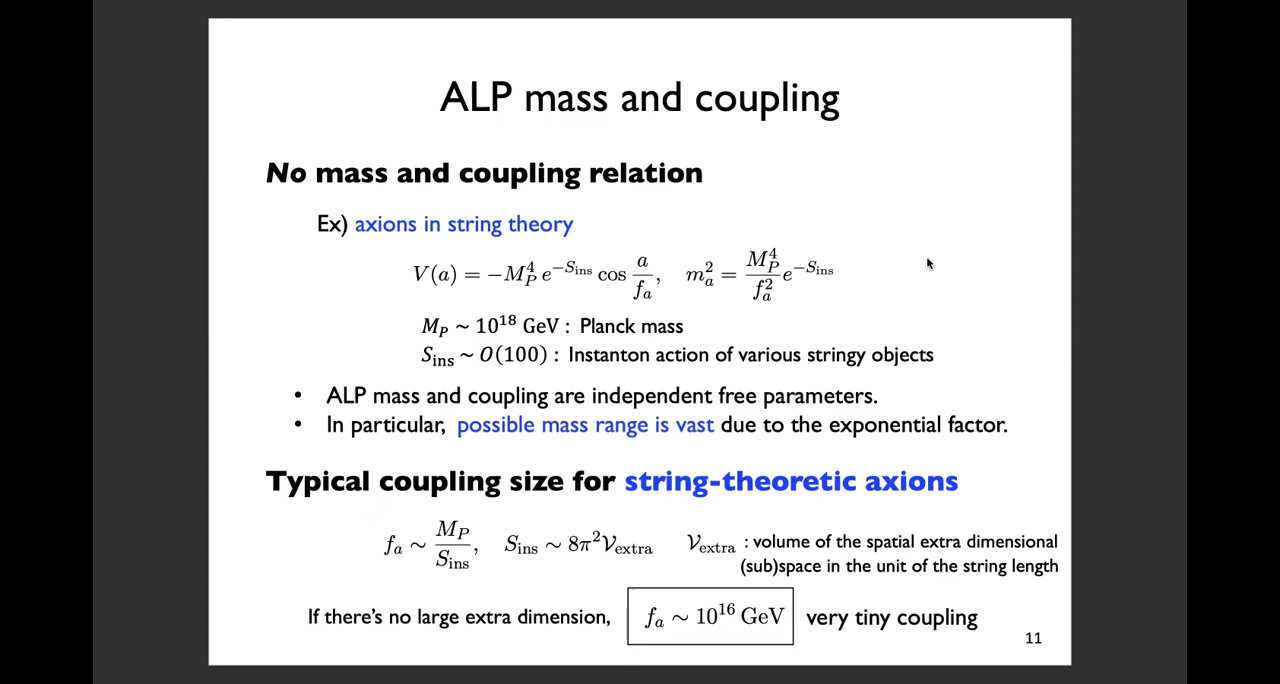 ALP mass and coupling
No mass and coupling relation
Ex) axions in string theory
V(a) = −M_P^4 e^{−S_ins} cos a/f_a, m_a^2 = M_P^4/f_a^2 e^{−S_ins}
M_P ~ 10^18 GeV : Planck mass
S_ins ~ O(100) : Instanton action of various stringy objects
• ALP mass and coupling are independent free parameters.
• In particular, possible mass range is vast due to the exponential factor.
Typical coupling size for string-theoretic axions
f_a ~ M_P/S_ins, S_ins ~ 8π^2 𝒱_extra 𝒱_extra : volume of the spatial extra dimensional
(sub)space in the unit of the string length
If there's no large extra dimension, f_a ~ 10^16 GeV very tiny coupling
11